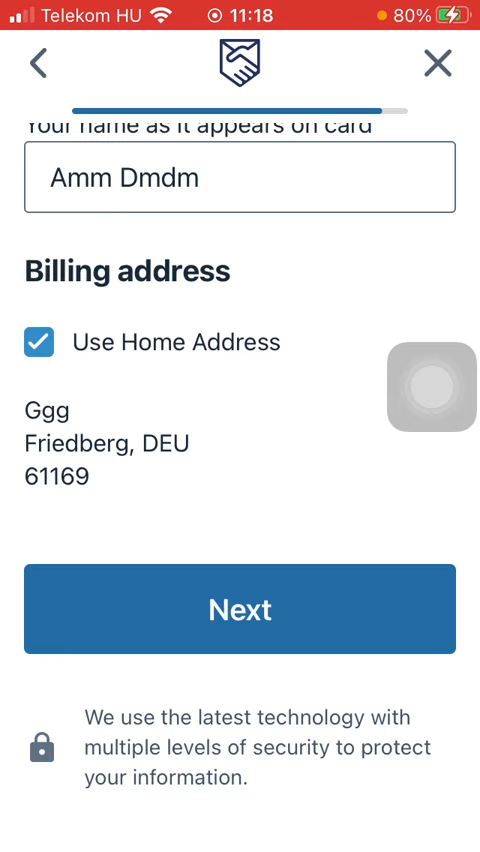 Telekom HU 11:18 80%
Your name as it appears on card
Amm Dmdm
Billing address
Use Home Address
Ggg
Friedberg, DEU
61169
Next
We use the latest technology with
multiple levels of security to protect
your information.